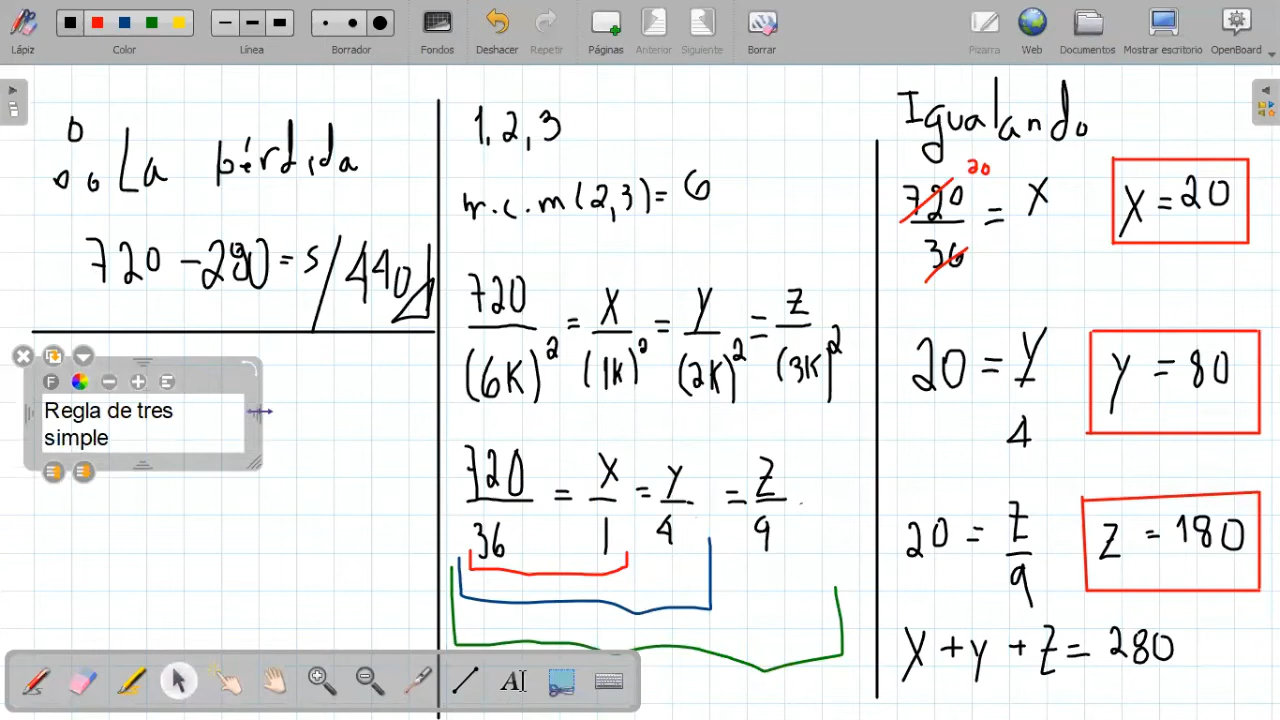 Lápiz
Color
Línea
Borrador
Fondos
Deshacer
Repetir
Páginas
Anterior
Siguiente
Borrar
Pizarra
Web
Documentos
Mostrar escritorio
OpenBoard
La pérdida
720 - 280 = s/ 440
Regla de tres
simple
1, 2, 3
m.c.m (2,3) = 6
720/(6K)² = X/(1K)² = Y/(2K)² = Z/(3K)²
720/36 = X/1 = Y/4 = Z/9
Igualando
20
720/36 = X
X = 20
20 = Y/4
Y = 80
20 = Z/9
Z = 180
X + Y + Z = 280